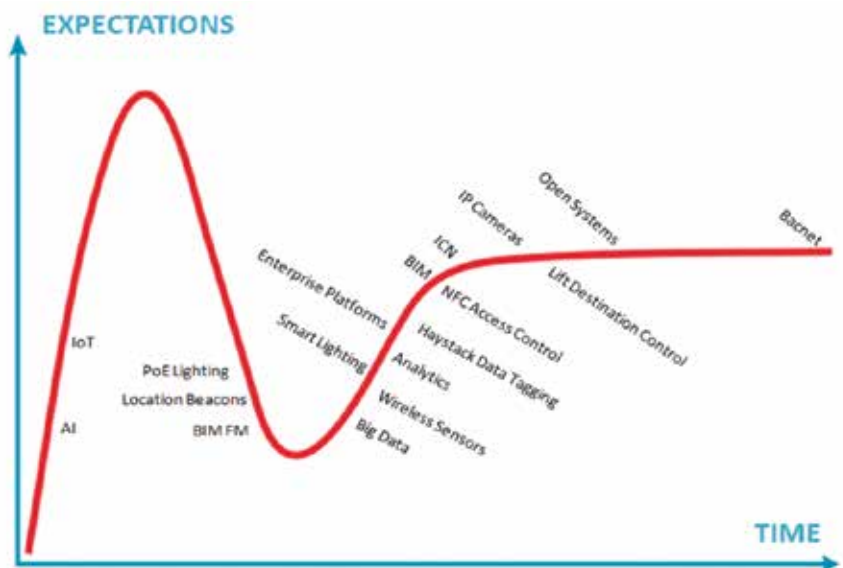 EXPECTATIONS
Open Systems
IP Cameras
Bacnet
ICN
BIM
Enterprise Platforms
NFC Access Control
Lift Destination Control
Smart Lighting
Haystack Data Tagging
IoT
Analytics
PoE Lighting
Location Beacons
Wireless Sensors
AI
BIM FM
Big Data
TIME